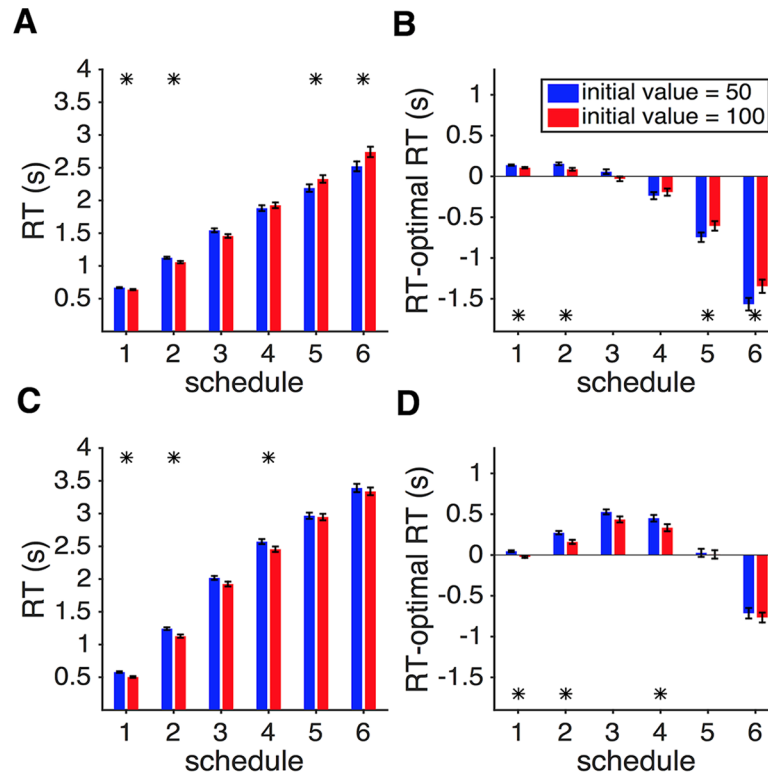 A
B
* * * *
4
3.5
3
2.5
2
1.5
1
0.5
RT (s)
1 2 3 4 5 6
schedule
initial value = 50
initial value = 100
1
0.5
0
-0.5
-1
-1.5
RT-optimal RT (s)
* * * *
1 2 3 4 5 6
schedule
C
D
* * *
4
3.5
3
2.5
2
1.5
1
0.5
RT (s)
1 2 3 4 5 6
schedule
1
0.5
0
-0.5
-1
-1.5
RT-optimal RT (s)
* * *
1 2 3 4 5 6
schedule